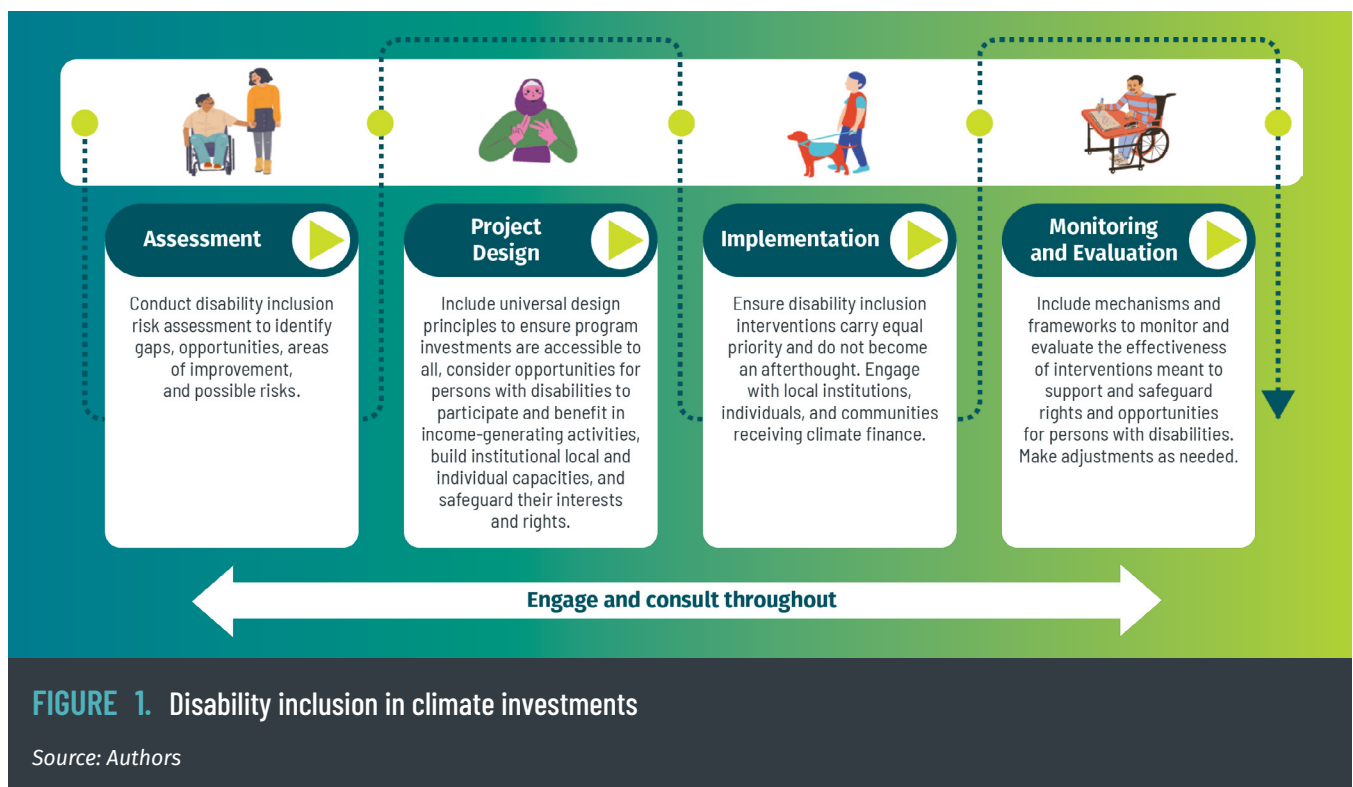 Assessment
Conduct disability inclusion
risk assessment to identify
gaps, opportunities, areas
of improvement,
and possible risks.
Project
Design
Include universal design
principles to ensure program
investments are accessible to
all, consider opportunities for
persons with disabilities to
participate and benefit in
income-generating activities,
build institutional local and
individual capacities, and
safeguard their interests
and rights.
Implementation
Ensure disability inclusion
interventions carry equal
priority and do not become
an afterthought. Engage
with local institutions,
individuals, and communities
receiving climate finance.
Monitoring
and Evaluation
Include mechanisms and
frameworks to monitor and
evaluate the effectiveness
of interventions meant to
support and safeguard
rights and opportunities
for persons with disabilities.
Make adjustments as needed.
Engage and consult throughout
FIGURE 1. Disability inclusion in climate investments
Source: Authors